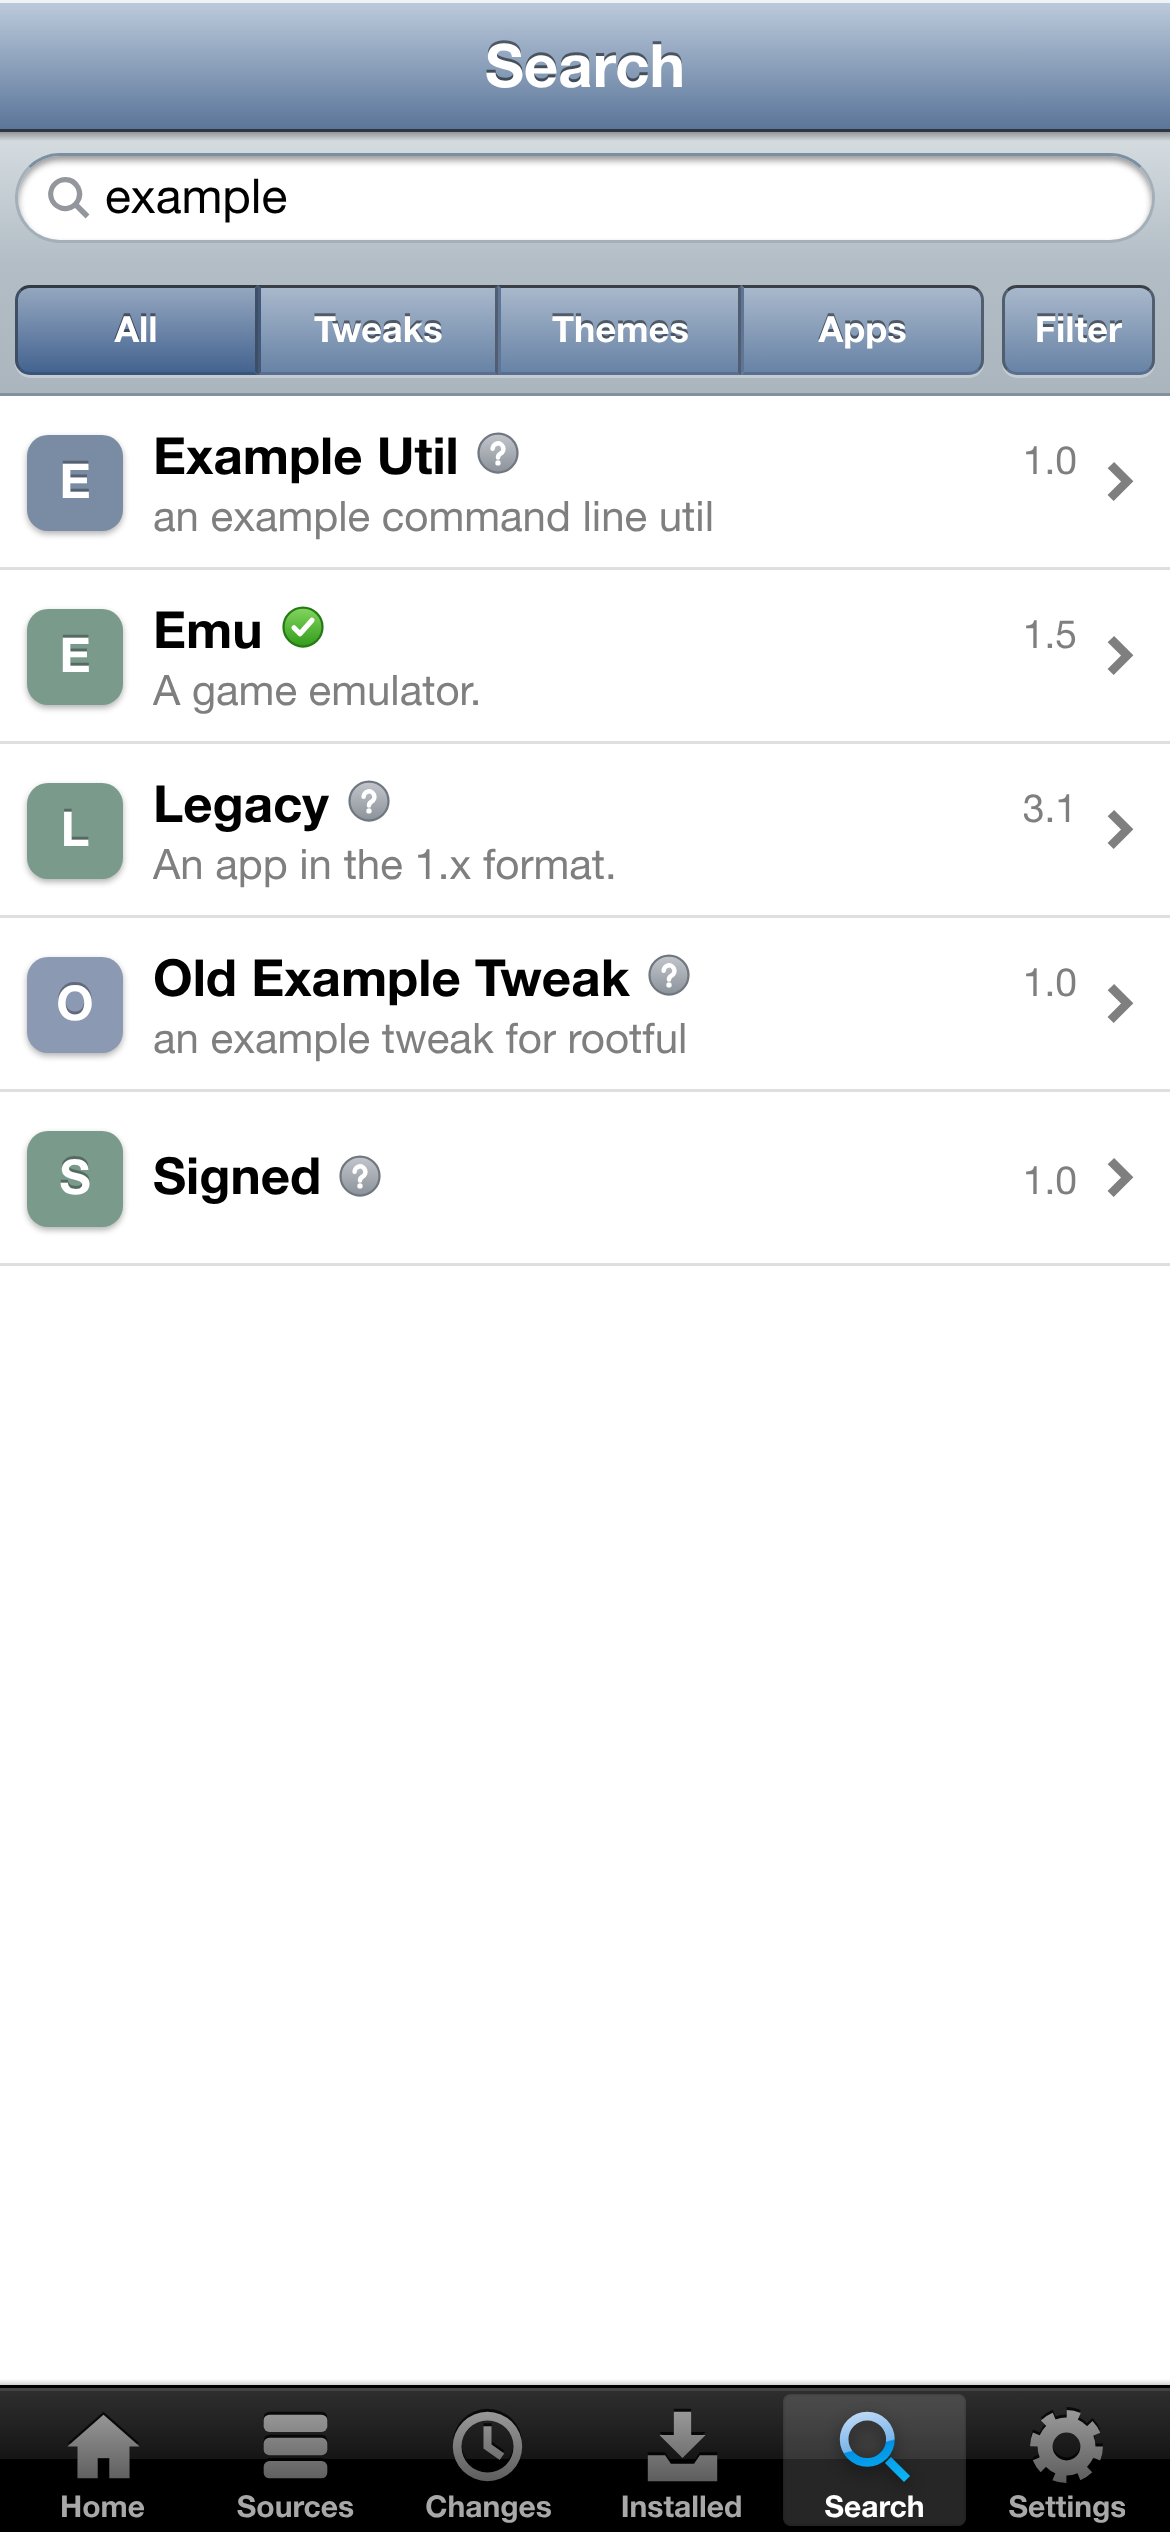 Search
example
All Tweaks Themes Apps Filter
E Example Util ? 1.0
an example command line util
E Emu 1.5
A game emulator.
L Legacy ? 3.1
An app in the 1.x format.
O Old Example Tweak ? 1.0
an example tweak for rootful
S Signed ? 1.0
Home Sources Changes Installed Search Settings